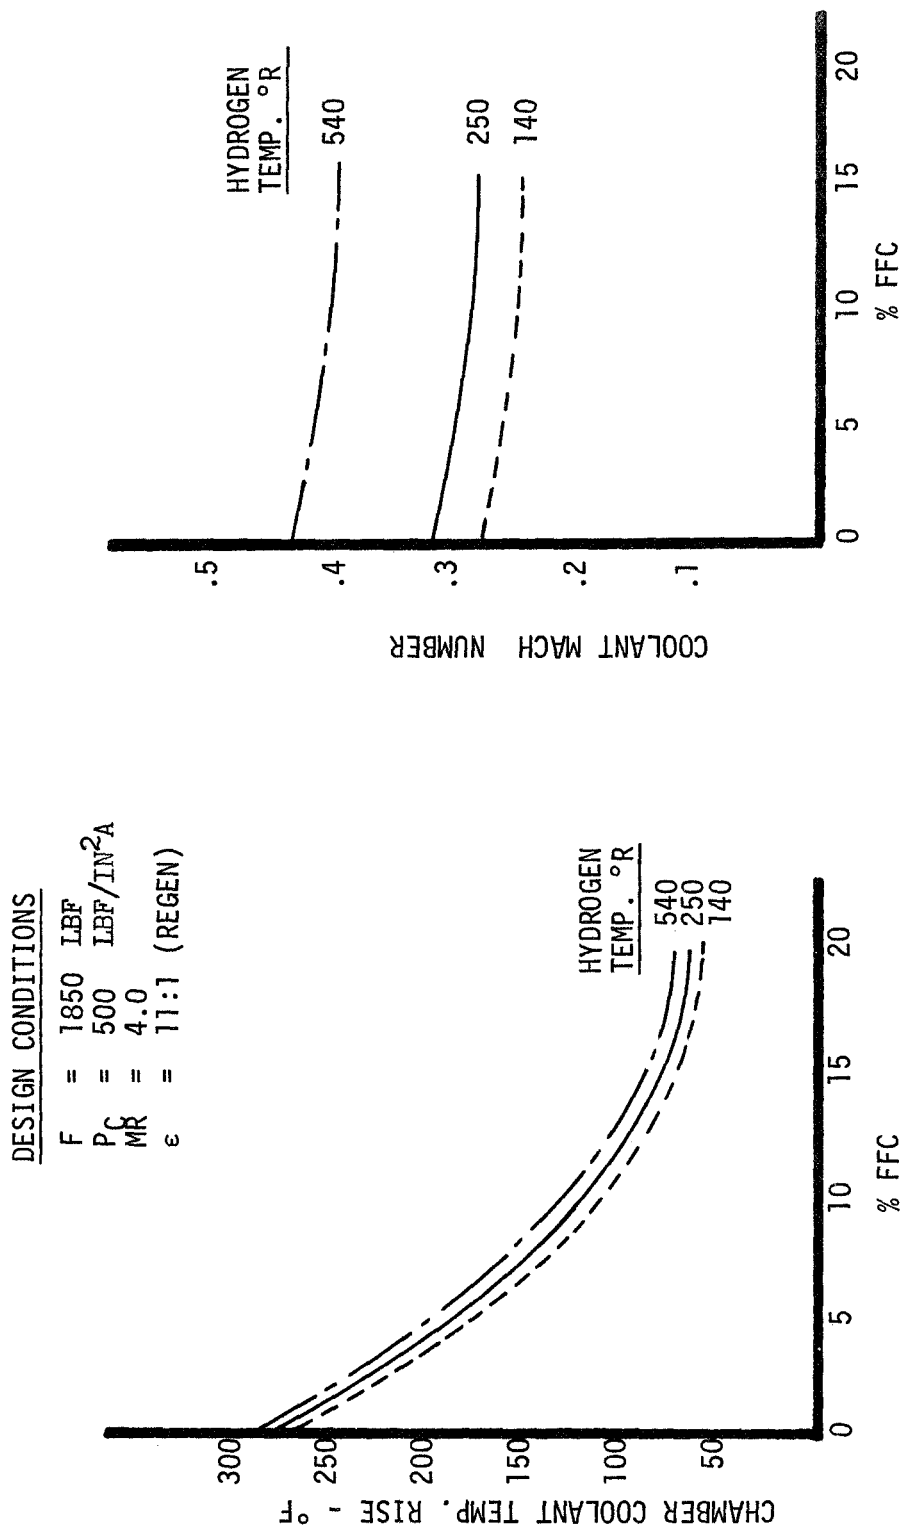 DESIGN CONDITIONS
F = 1850 LBF
PC = 500 LBF/IN²A
MR = 4.0
ε = 11:1 (REGEN)
CHAMBER COOLANT TEMP. RISE - °F
300
250
200
150
100
50
0
5
10
15
20
% FFC
HYDROGEN
TEMP. °R
540
250
140
COOLANT MACH NUMBER
.5
.4
.3
.2
.1
0
5
10
15
20
% FFC
HYDROGEN
TEMP. °R
540
250
140